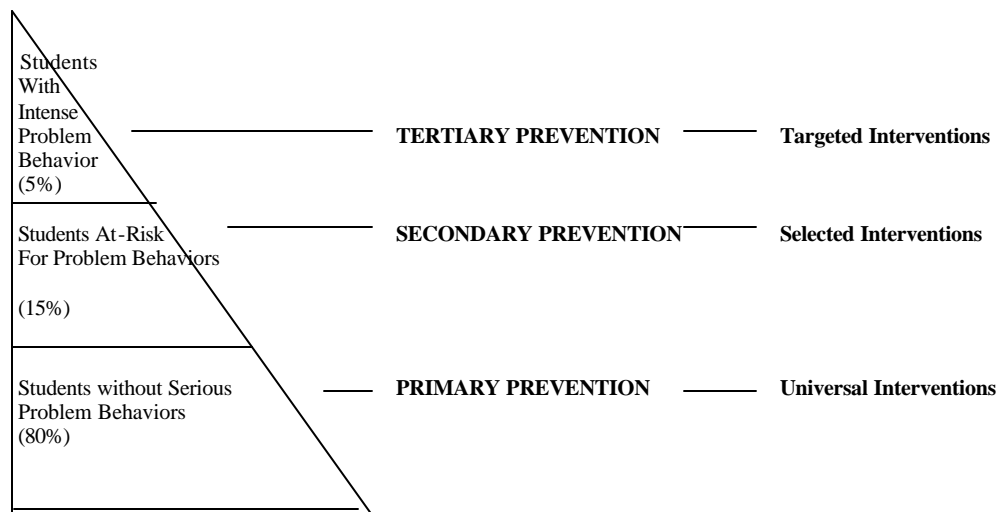 Students
With
Intense
Problem
Behavior
(5%)
TERTIARY PREVENTION
Targeted Interventions
Students At-Risk
For Problem Behaviors
(15%)
SECONDARY PREVENTION
Selected Interventions
Students without Serious
Problem Behaviors
(80%)
PRIMARY PREVENTION
Universal Interventions